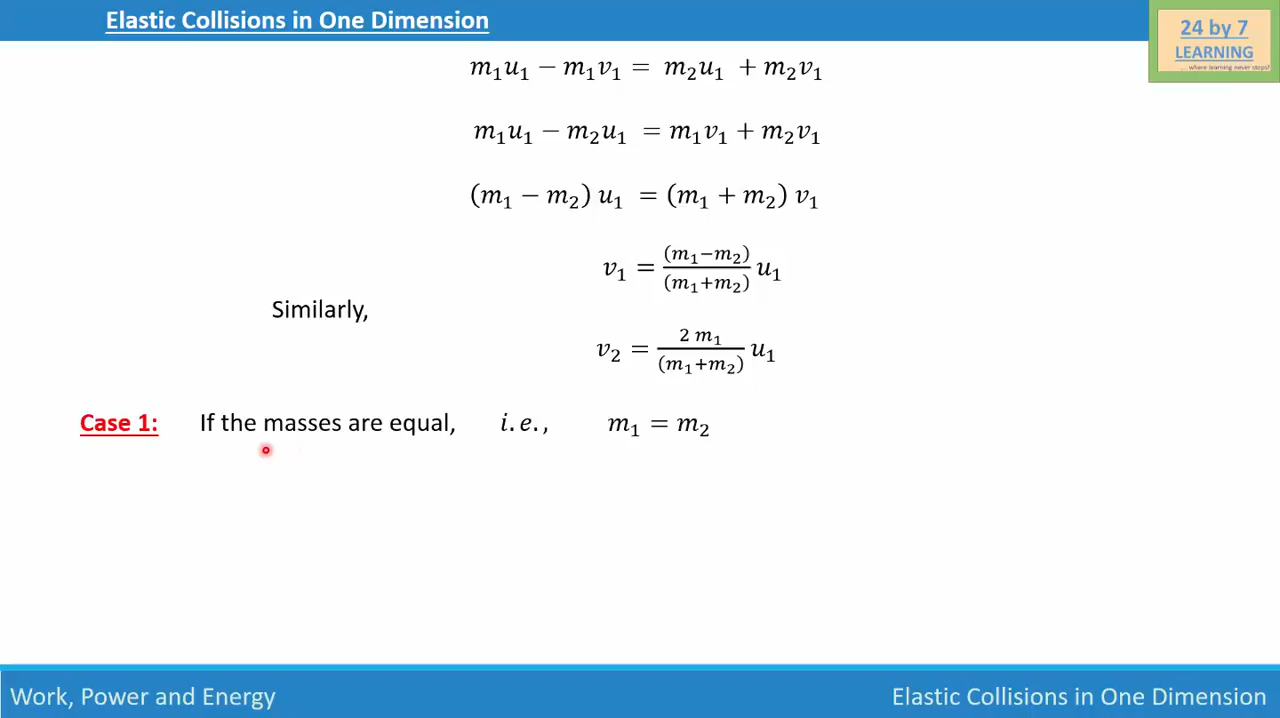 Elastic Collisions in One Dimension
24 by 7
LEARNING
....where learning never stops!
m₁u₁ − m₁v₁ = m₂u₁ + m₂v₁
m₁u₁ − m₂u₁ = m₁v₁ + m₂v₁
(m₁ − m₂) u₁ = (m₁ + m₂) v₁
v₁ = (m₁−m₂)/(m₁+m₂) u₁
Similarly,
v₂ = 2 m₁/(m₁+m₂) u₁
Case 1: If the masses are equal, i.e., m₁ = m₂
Work, Power and Energy
Elastic Collisions in One Dimension